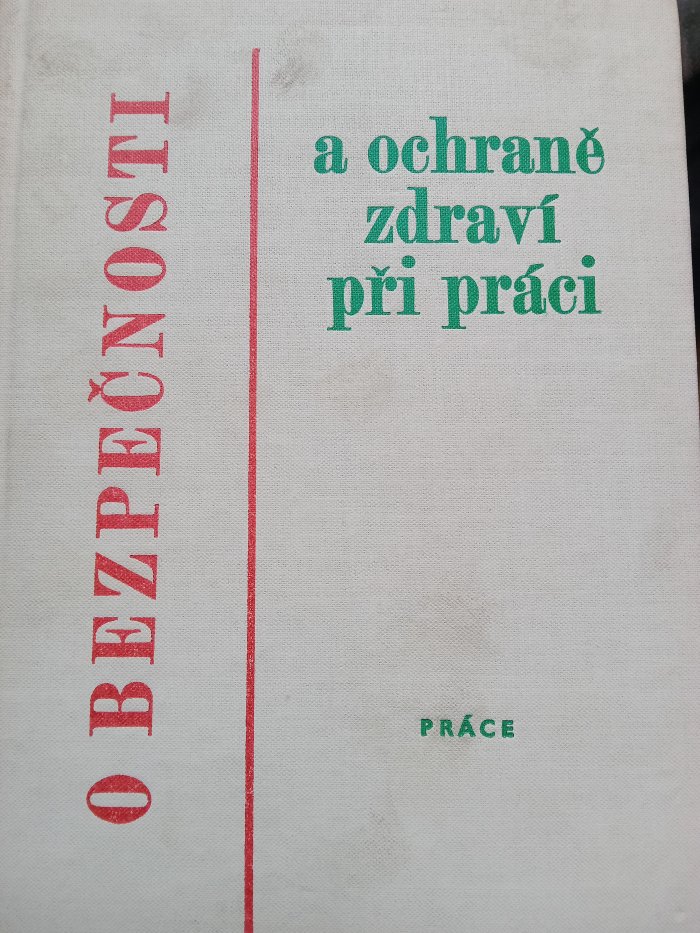 O BEZPEČNOSTI
a ochraně
zdraví
při práci
PRÁCE